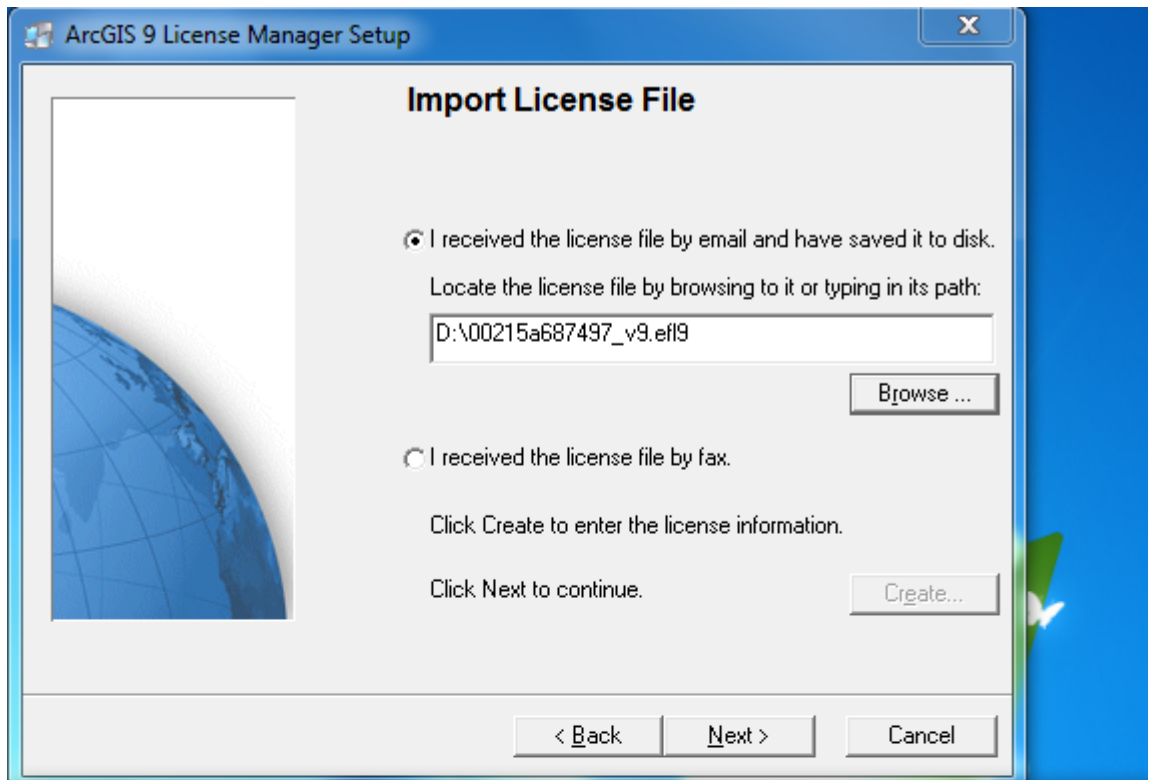 ArcGIS 9 License Manager Setup
Import License File
I received the license file by email and have saved it to disk.
Locate the license file by browsing to it or typing in its path:
D:\00215a687497_v9.efl9
Browse ...
I received the license file by fax.
Click Create to enter the license information.
Click Next to continue.
Create...
< Back
Next >
Cancel